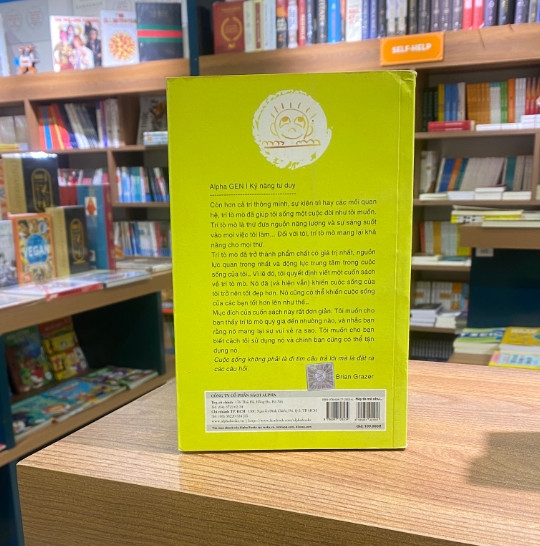 SELF-HELP
Alpha GEN | Kỹ năng tư duy
Còn hơn cả trí thông minh, sự kiên trì hay các mối quan
hệ, trí tò mò đã giúp tôi sống một cuộc đời như tôi muốn.
Trí tò mò là thứ đưa nguồn năng lượng và sự sáng suốt
vào mọi việc tôi làm... Đối với tôi, trí tò mò mang lại khả
năng cho mọi thứ.
Trí tò mò đã trở thành phẩm chất có giá trị nhất, nguồn
lực quan trọng nhất và động lực trung tâm trong cuộc
sống của tôi.. Vì lẽ đó, tôi quyết định viết một cuốn sách
về trí tò mò. Nó đã (và hiện vẫn) khiến cuộc sống của
tôi trở nên tốt đẹp hơn. Nó cũng có thể khiến cuộc sống
của các bạn tốt hơn lên như thế...
Mục đích của cuốn sách này rất đơn giản: Tôi muốn cho
bạn thấy trí tò mò quý giá đến nhường nào, và nhắc bạn
rằng nó mang lại sự vui vẻ ra sao. Tôi muốn cho bạn
biết cách tôi sử dụng nó và chính bạn cũng có thể tận
dụng nó.
Cuộc sống không phải là đi tìm câu trả lời mà là đặt ra
các câu hỏi
Brian Grazer
CÔNG TY CỔ PHẦN SÁCH ALPHA